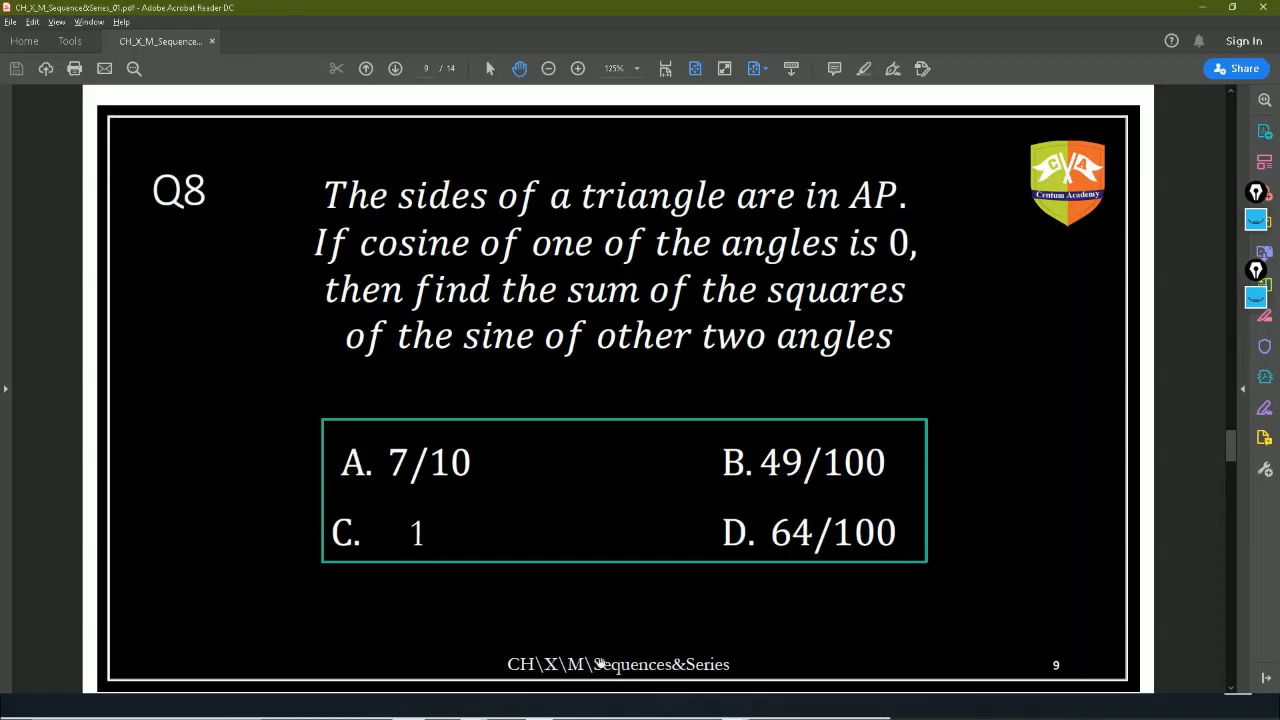 CH_X_M_Sequence&Series_01.pdf - Adobe Acrobat Reader DC
File Edit View Window Help
Home Tools CH_X_M_Sequence... ×
Sign In
9 / 14
125%
Share
Q8
The sides of a triangle are in AP.
If cosine of one of the angles is 0,
then find the sum of the squares
of the sine of other two angles
Centum Academy
A. 7/10
B. 49/100
C. 1
D. 64/100
CH\X\M\Sequences&Series
9